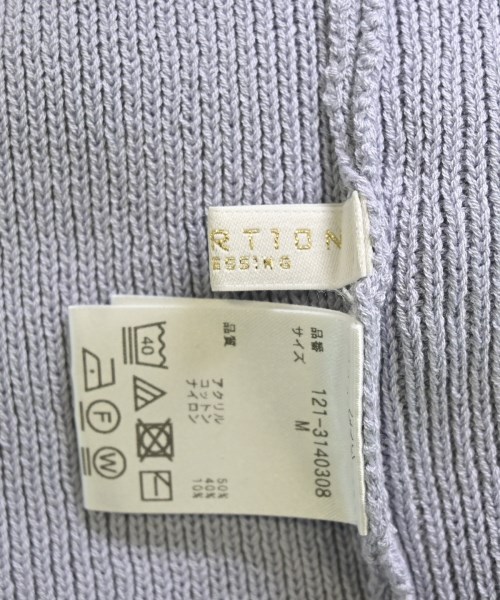 RTION
品番 121-3140308
サイズ M
品質
アクリル 50%
コットン 40%
ナイロン 10%
40
F
W